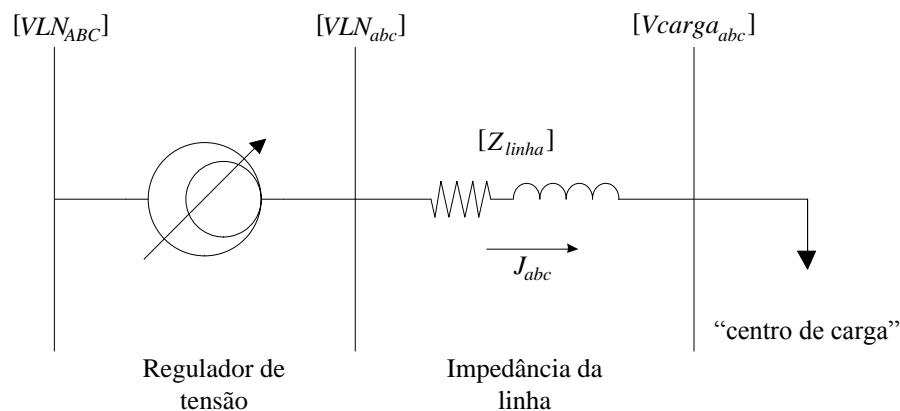 [VLN_ABC]
[VLN_abc]
[Vcarga_abc]
[Z_linha]
J_abc
“centro de carga”
Regulador de
tensão
Impedância da
linha